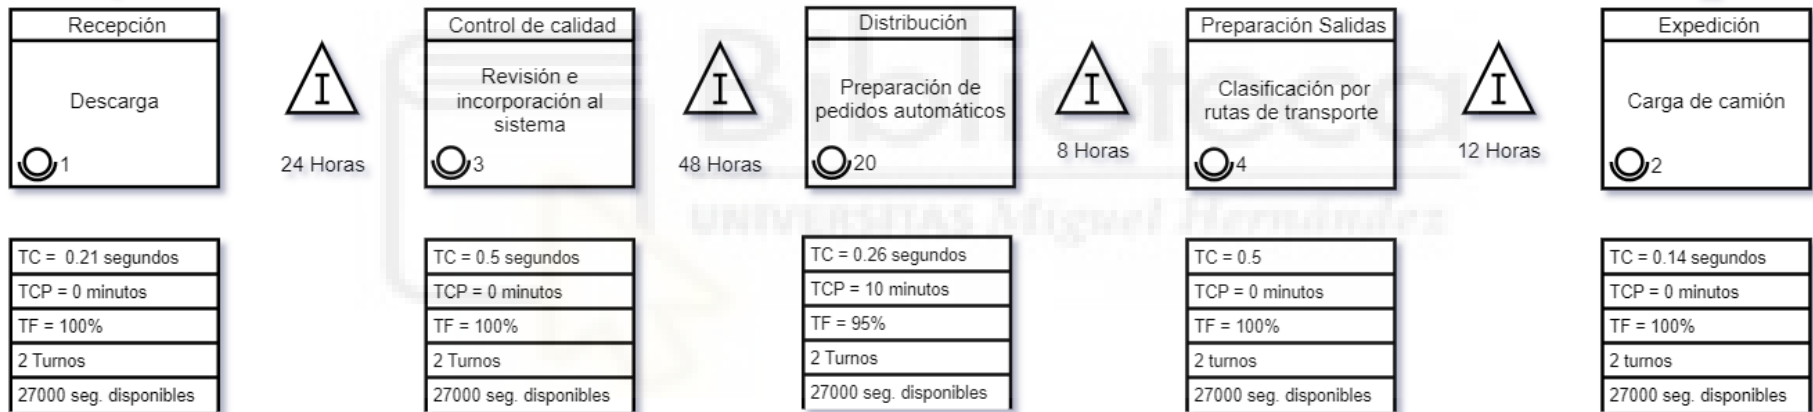 Recepción
Descarga
1
I
24 Horas
Control de calidad
Revisión e
incorporación al
sistema
3
I
48 Horas
Distribución
Preparación de
pedidos automáticos
20
I
8 Horas
Preparación Salidas
Clasificación por
rutas de transporte
4
I
12 Horas
Expedición
Carga de camión
2
Biblioteca
UNIVERSITAS Miguel Hernández
TC = 0.21 segundos
TCP = 0 minutos
TF = 100%
2 Turnos
27000 seg. disponibles
TC = 0.5 segundos
TCP = 0 minutos
TF = 100%
2 Turnos
27000 seg. disponibles
TC = 0.26 segundos
TCP = 10 minutos
TF = 95%
2 Turnos
27000 seg. disponibles
TC = 0.5
TCP = 0 minutos
TF = 100%
2 turnos
27000 seg. disponibles
TC = 0.14 segundos
TCP = 0 minutos
TF = 100%
2 turnos
27000 seg. disponibles